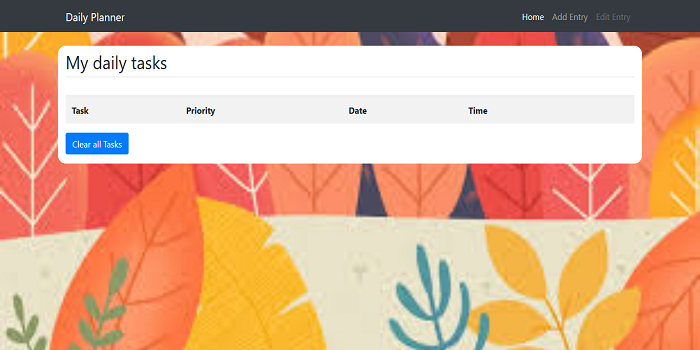 Daily Planner Home Add Entry Edit Entry
My daily tasks
Task Priority Date Time
Clear all Tasks